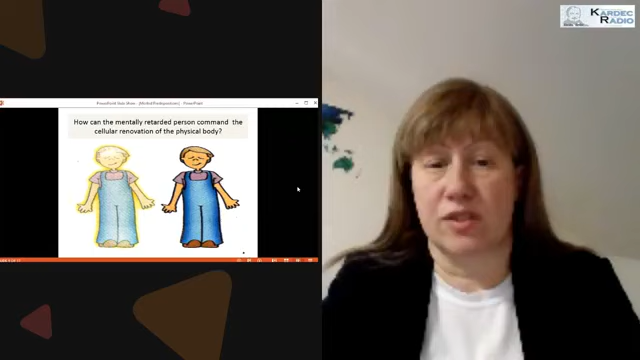 KARDEC
RADIO
How can the mentally retarded person command the
cellular renovation of the physical body?